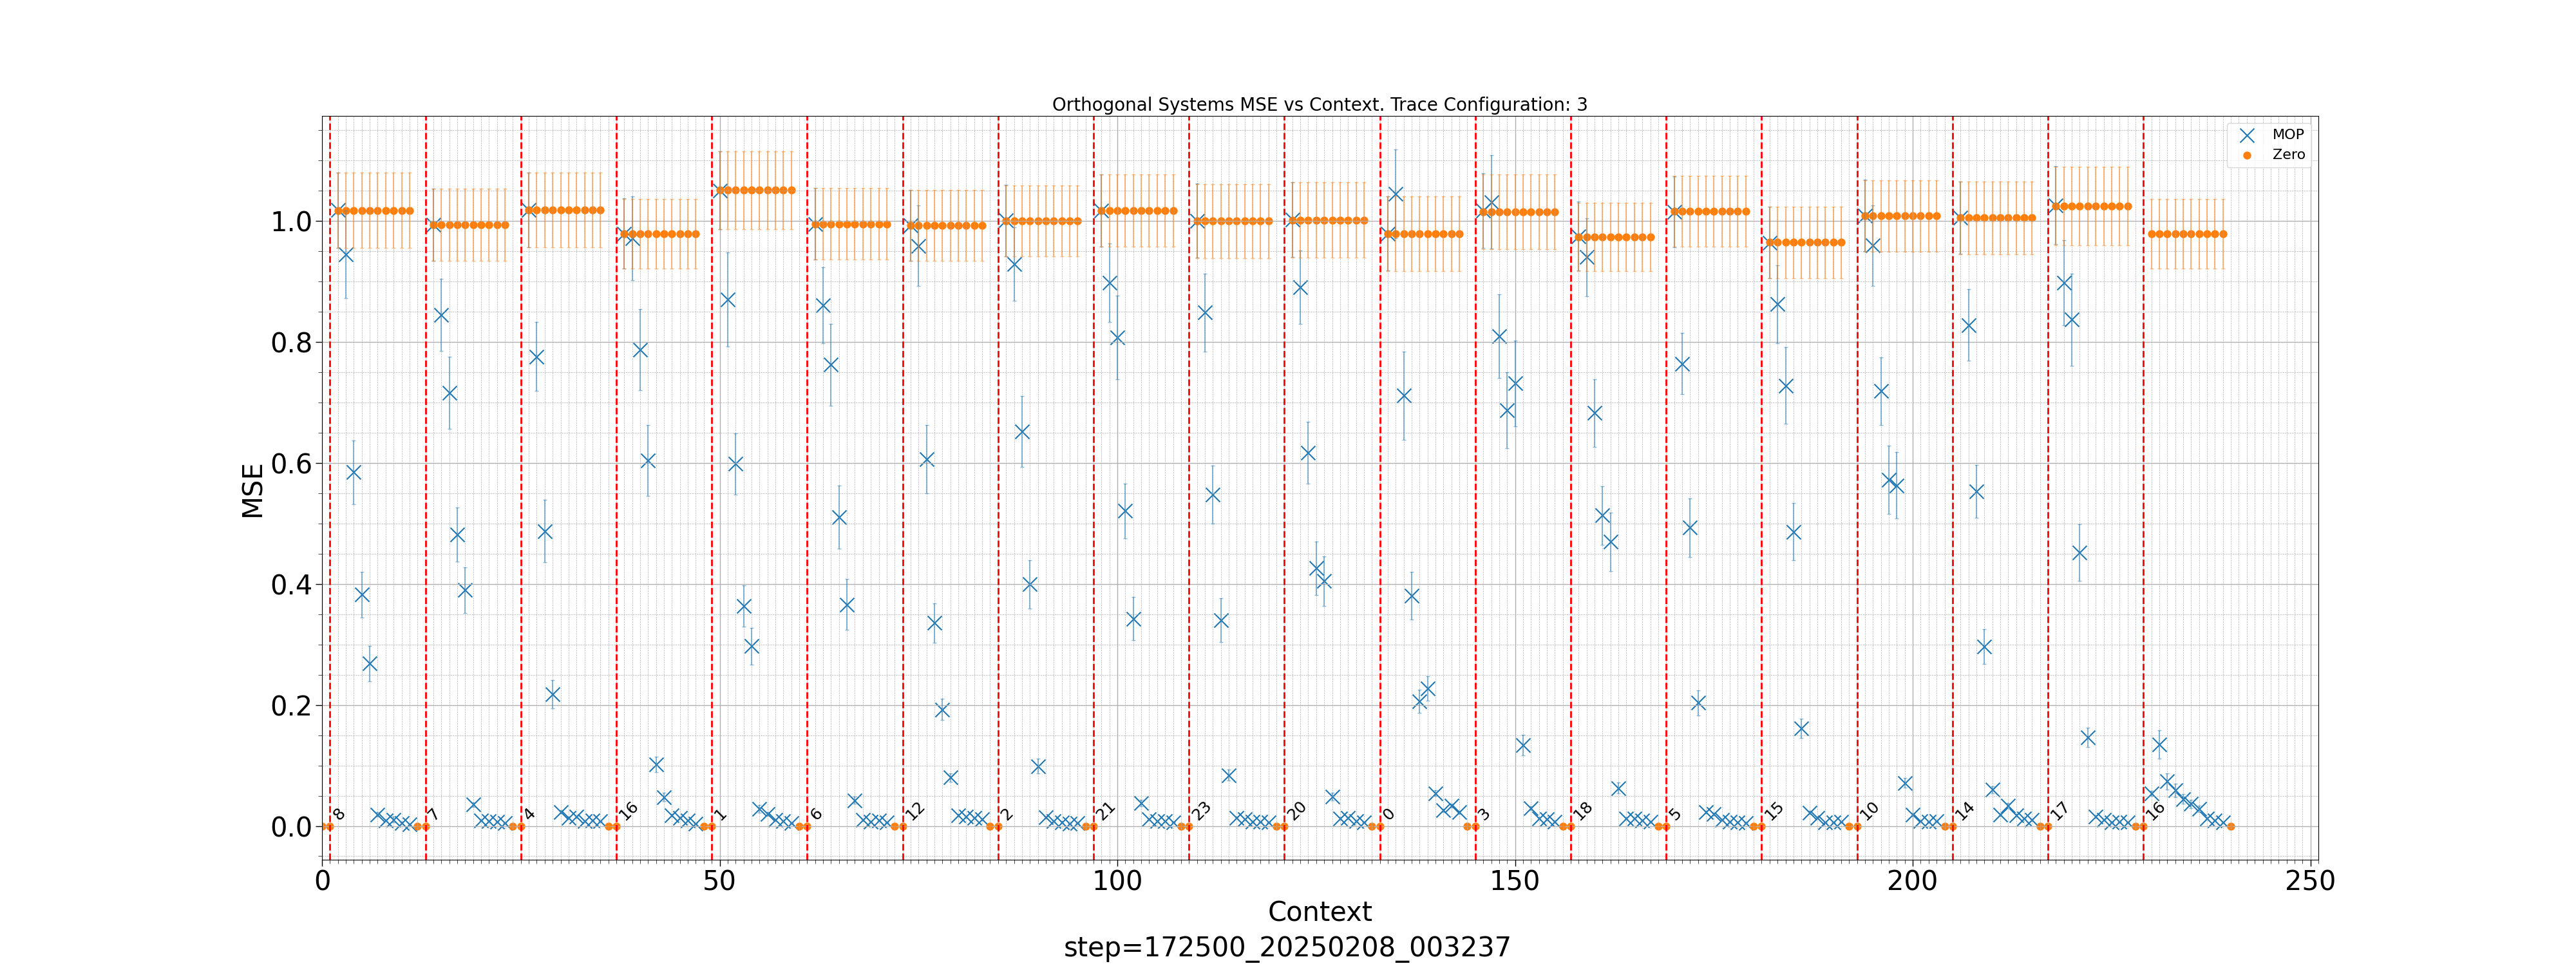 Orthogonal Systems MSE vs Context. Trace Configuration: 3
MOP
Zero
MSE
1.0
0.8
0.6
0.4
0.2
0.0
8 7 4 16 1 6 12 2 21 23 20 0 3 18 5 15 10 14 17 16
0 50 100 150 200 250
Context
step=172500_20250208_003237